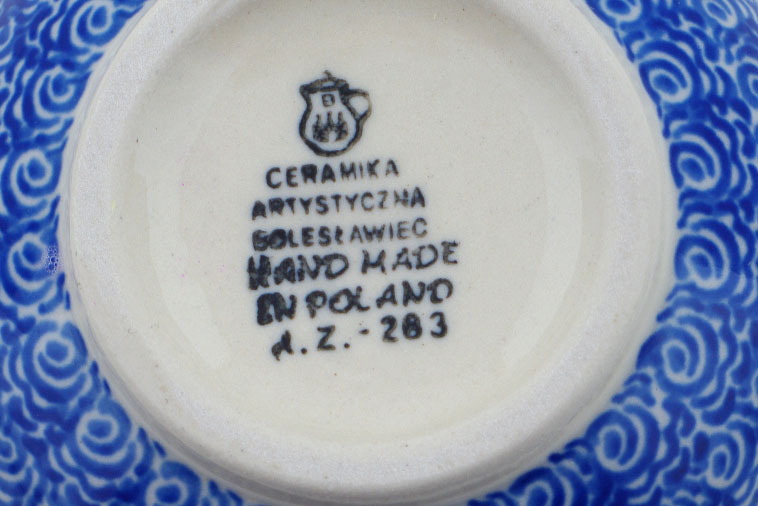 CERAMIKA
ARTYSTYCZNA
BOLESŁAWIEC
HAND MADE
IN POLAND
A.Z.-283